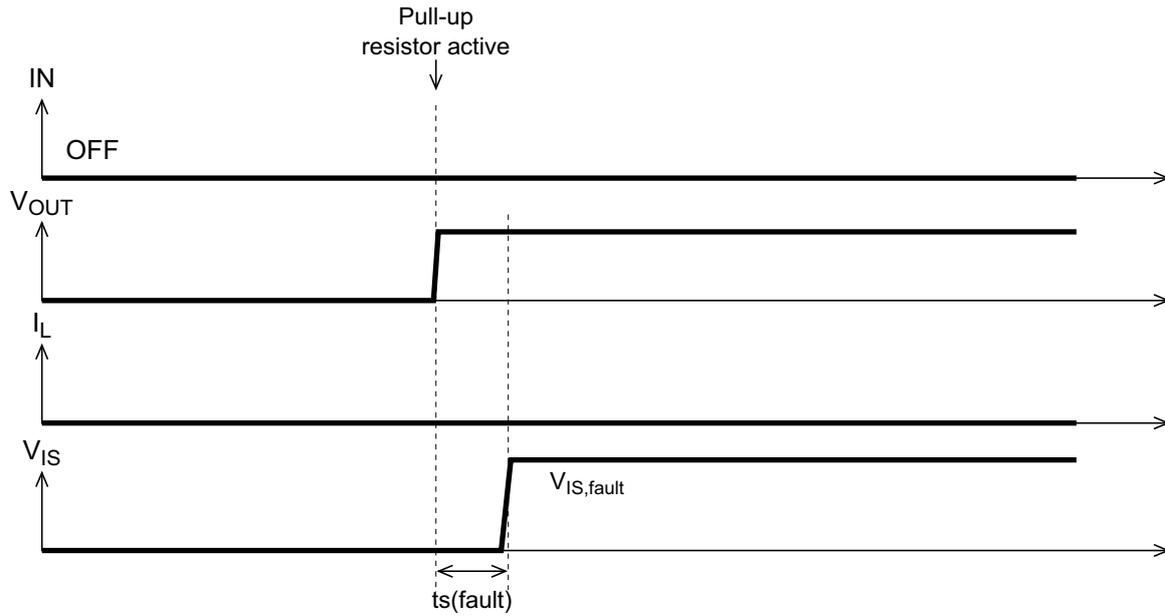 Pull-up
resistor active
IN
OFF
VOUT
IL
VIS
VIS,fault
ts(fault)